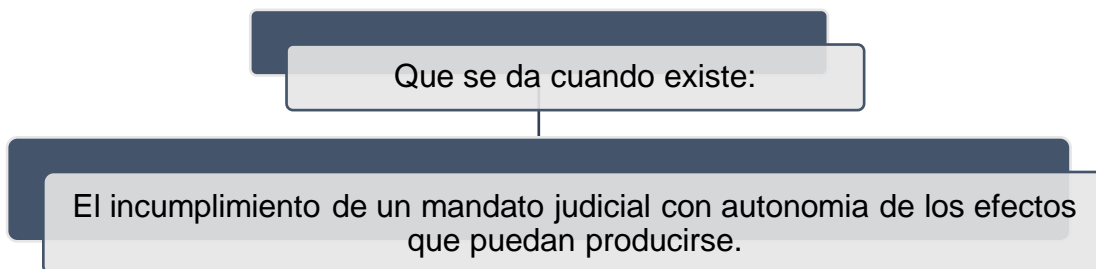 Que se da cuando existe:
El incumplimiento de un mandato judicial con autonomia de los efectos
que puedan producirse.